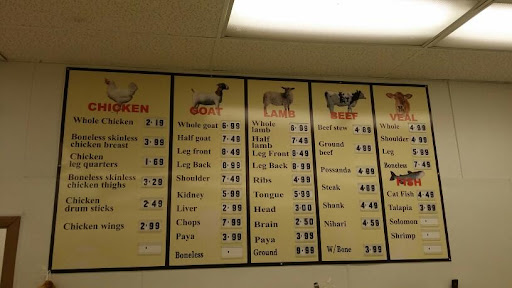 CHICKEN
Whole Chicken 2.19
Boneless skinless
chicken breast 3.99
Chicken
leg quarters 1.69
Boneless skinless
chicken thighs 3.29
Chicken
drum sticks 2.49
Chicken wings 2.99
GOAT
Whole goat 6.99
Half goat 7.49
Leg front 8.49
Leg Back 8.99
Shoulder 7.49
Kidney 5.99
Liver 2.99
Chops 7.99
Paya 3.99
Boneless
LAMB
Whole
lamb 6.99
Half
lamb 7.49
Leg Front 8.49
Leg Back 8.99
Ribs 4.99
Tongue 5.99
Head 3.00
Brain 2.50
Paya 3.99
Ground 9.99
BEEF
Beef stew 4.89
Ground
beef 4.99
Possanda 4.89
Steak 4.89
Shank 4.49
Nihari 4.59
W/ Bone 3.99
VEAL
Whole 4.99
Shoulder 4.99
Leg 5.99
Boneless 7.49
FISH
Cat Fish 4.49
Talapia 3.89
Solomon
Shrimp